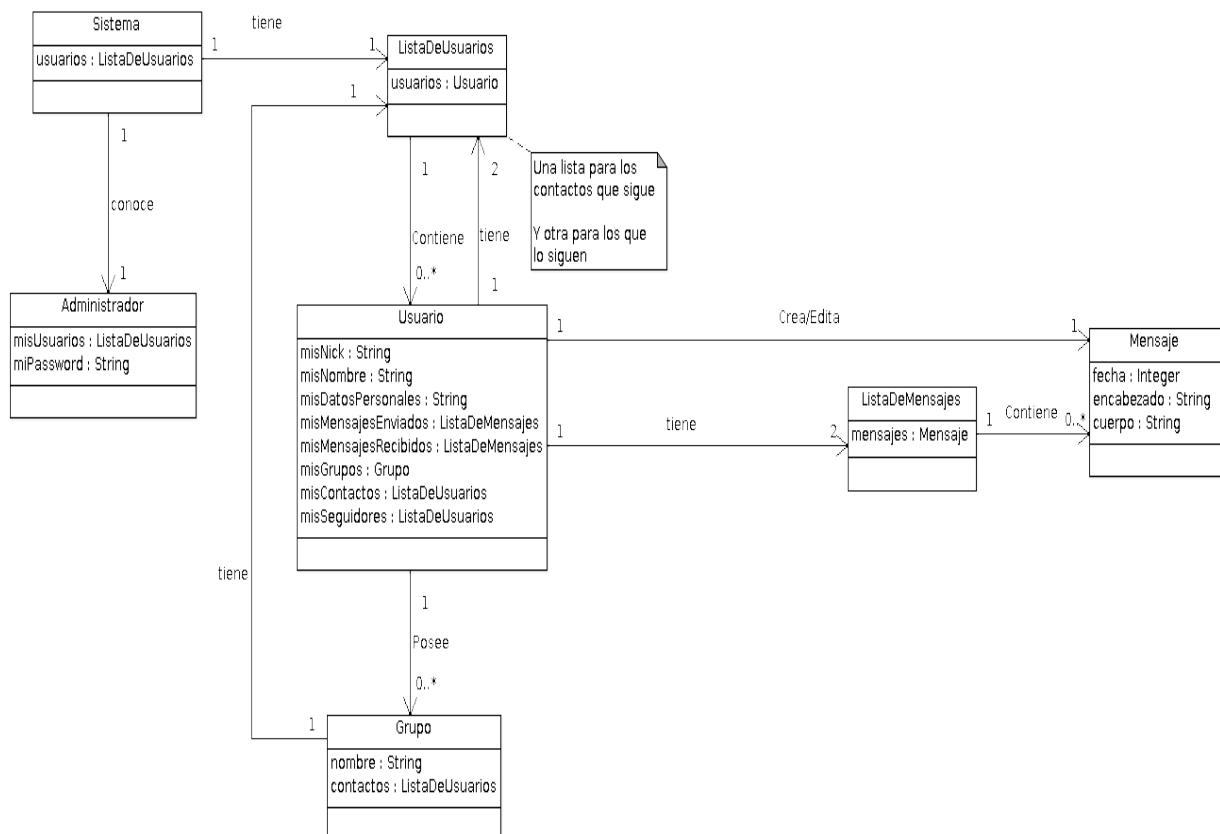 Sistema
usuarios : ListaDeUsuarios
tiene
1
1
ListaDeUsuarios
usuarios : Usuario
1
1
conoce
1
Administrador
misUsuarios : ListaDeUsuarios
miPassword : String
1
Contiene
0..*
2
tiene
1
Una lista para los
contactos que sigue
Y otra para los que
lo siguen
Usuario
misNick : String
misNombre : String
misDatosPersonales : String
misMensajesEnviados : ListaDeMensajes
misMensajesRecibidos : ListaDeMensajes
misGrupos : Grupo
misContactos : ListaDeUsuarios
misSeguidores : ListaDeUsuarios
1
Crea/Edita
1
Mensaje
fecha : Integer
encabezado : String
cuerpo : String
1
tiene
2
ListaDeMensajes
mensajes : Mensaje
1
Contiene
0..*
tiene
1
Posee
0..*
1
Grupo
nombre : String
contactos : ListaDeUsuarios